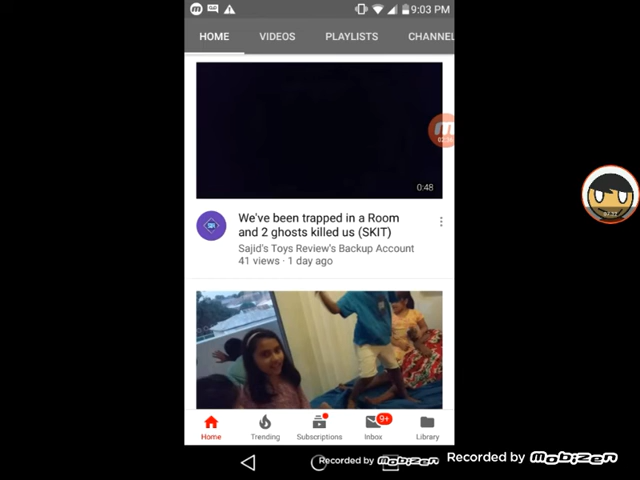 9:03 PM
HOME VIDEOS PLAYLISTS CHANNEL
0:48
We've been trapped in a Room
and 2 ghosts killed us (SKIT)
Sajid's Toys Review's Backup Account
41 views · 1 day ago
9+
Home Trending Subscriptions Inbox Library
Recorded by Mobizen
Recorded by Mobizen